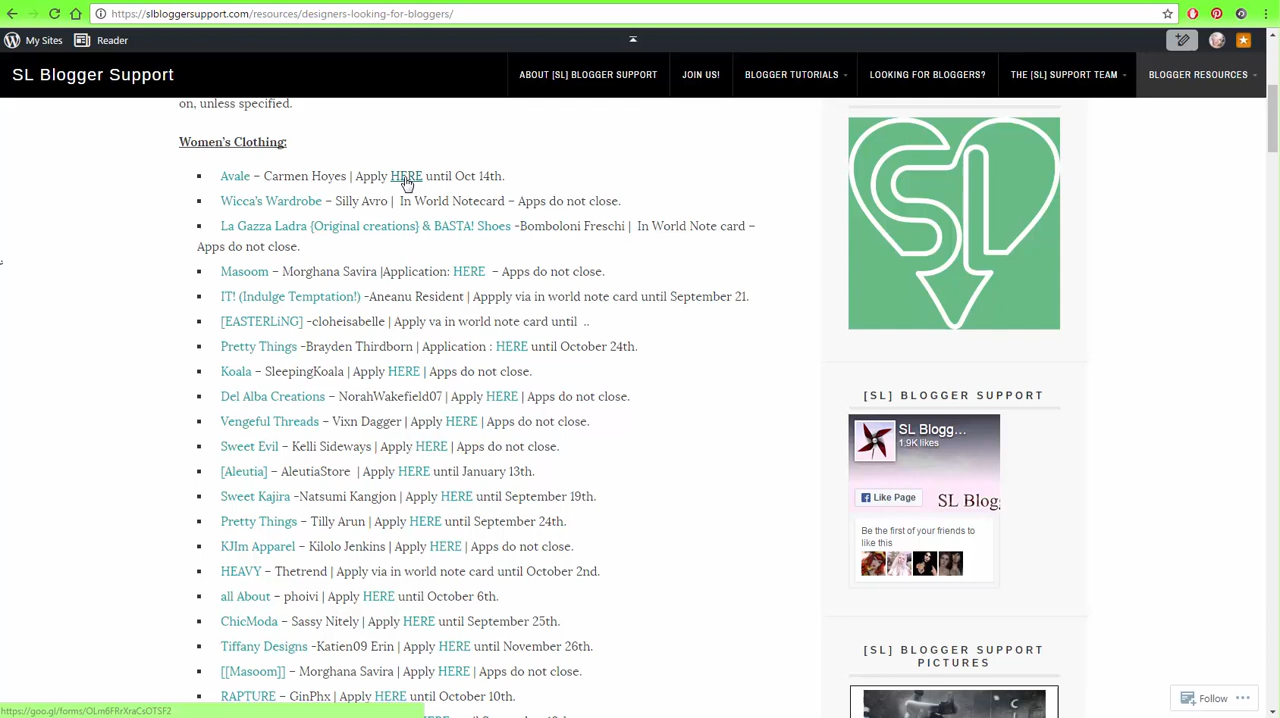 https://slbloggersupport.com/resources/designers-looking-for-bloggers/
My Sites
Reader
SL Blogger Support
ABOUT [SL] BLOGGER SUPPORT
JOIN US!
BLOGGER TUTORIALS
LOOKING FOR BLOGGERS?
THE [SL] SUPPORT TEAM
BLOGGER RESOURCES
on, unless specified.
Women's Clothing:
Avale – Carmen Hoyes | Apply HERE until Oct 14th.
Wicca's Wardrobe – Silly Avro | In World Notecard – Apps do not close.
La Gazza Ladra {Original creations} & BASTA! Shoes -Bomboloni Freschi | In World Note card –
Apps do not close.
Masoom – Morghana Savira |Application: HERE – Apps do not close.
IT! (Indulge Temptation!) -Aneanu Resident | Appply via in world note card until September 21.
[EASTERLiNG] -cloheisabelle | Apply va in world note card until ..
Pretty Things -Brayden Thirdborn | Application : HERE until October 24th.
Koala – SleepingKoala | Apply HERE | Apps do not close.
Del Alba Creations – NorahWakefield07 | Apply HERE | Apps do not close.
Vengeful Threads – Vixn Dagger | Apply HERE | Apps do not close.
Sweet Evil – Kelli Sideways | Apply HERE | Apps do not close.
[Aleutia] – AleutiaStore | Apply HERE until January 13th.
Sweet Kajira -Natsumi Kangjon | Apply HERE until September 19th.
Pretty Things – Tilly Arun | Apply HERE until September 24th.
KJIm Apparel – Kilolo Jenkins | Apply HERE | Apps do not close.
HEAVY – Thetrend | Apply via in world note card until October 2nd.
all About – phoivi | Apply HERE until October 6th.
ChicModa – Sassy Nitely | Apply HERE until September 25th.
Tiffany Designs -Katien09 Erin | Apply HERE until November 26th.
[[Masoom]] – Morghana Savira | Apply HERE | Apps do not close.
RAPTURE – GinPhx | Apply HERE until October 10th.
https://goo.gl/forms/OLm6FRrXraCsOTSF2
SL
[SL] BLOGGER SUPPORT
SL Blogg...
1.9K likes
Like Page
SL Blog
Be the first of your friends to
like this
[SL] BLOGGER SUPPORT
PICTURES
Follow